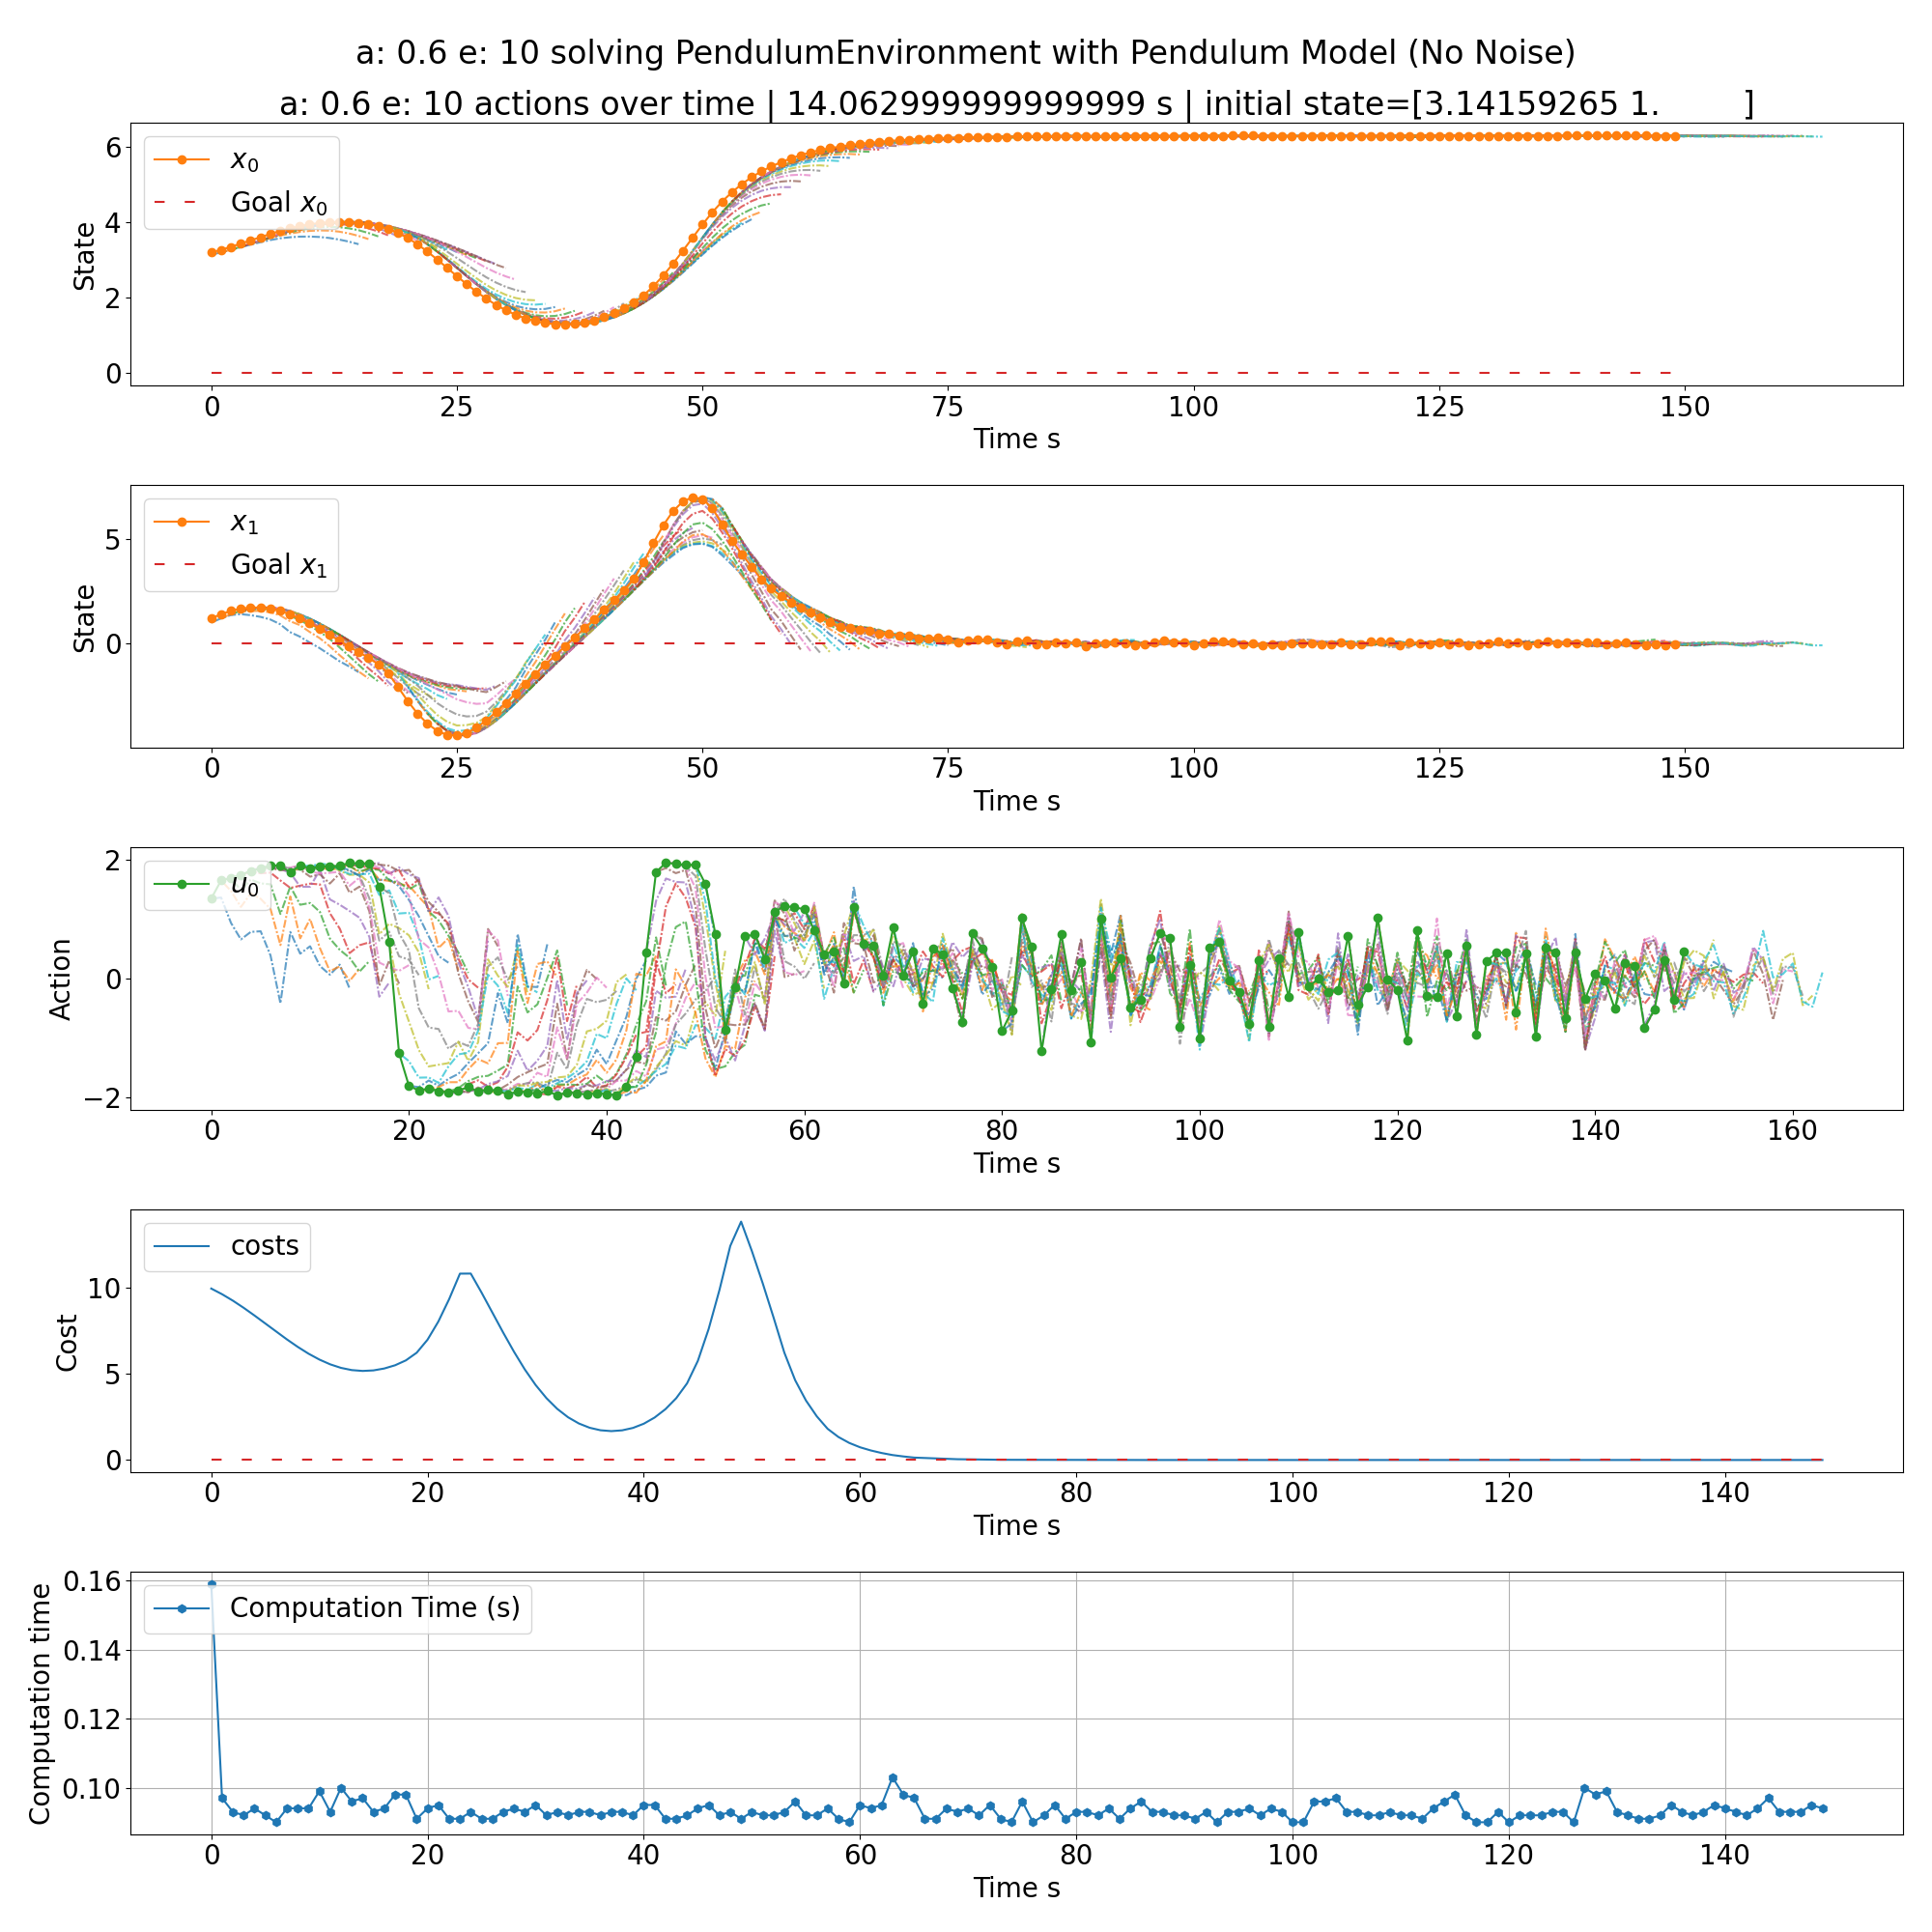 a: 0.6 e: 10 solving PendulumEnvironment with Pendulum Model (No Noise)
a: 0.6 e: 10 actions over time | 14.062999999999999 s | initial state=[3.14159265 1.         ]
x_0
Goal x_0
State
6
4
2
0
0 25 50 75 100 125 150
Time s
x_1
Goal x_1
State
5
0
0 25 50 75 100 125 150
Time s
u_0
Action
2
0
−2
0 20 40 60 80 100 120 140 160
Time s
costs
Cost
10
5
0
0 20 40 60 80 100 120 140
Time s
Computation Time (s)
Computation time
0.16
0.14
0.12
0.10
0 20 40 60 80 100 120 140
Time s